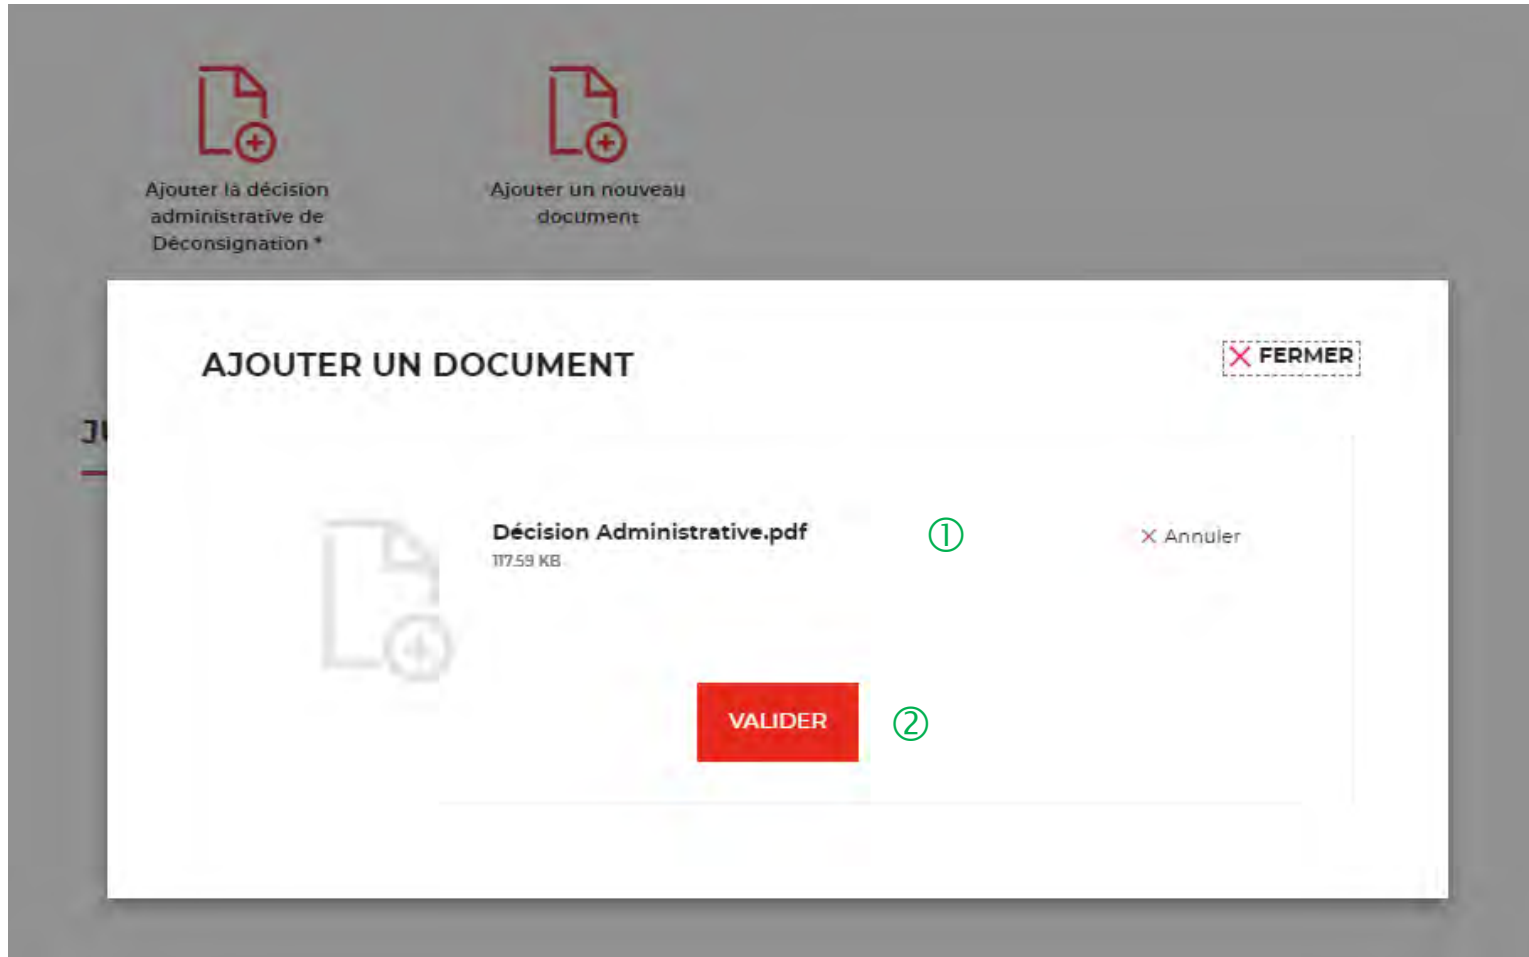 Ajouter la décision
administrative de
Déconsignation *
Ajouter un nouveau
document
AJOUTER UN DOCUMENT
FERMER
Décision Administrative.pdf
①
Annuler
117.59 KB
VALIDER
②